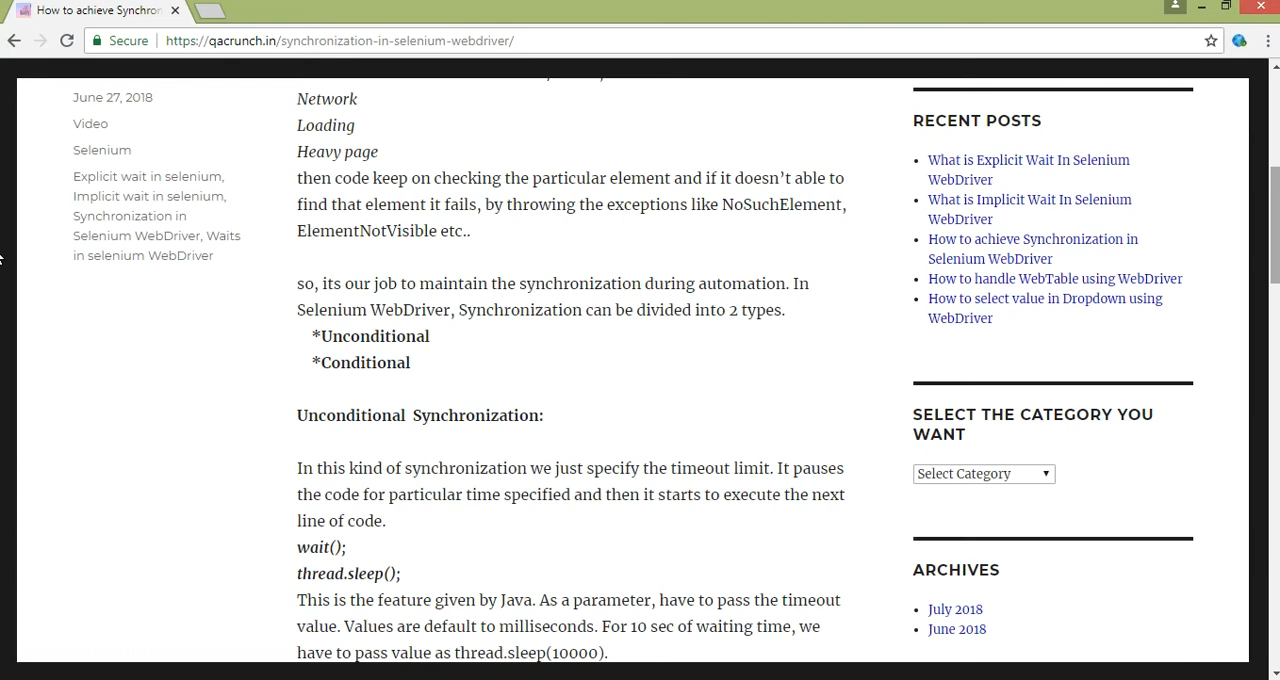 How to achieve Synchror
Secure
https://qacrunch.in/synchronization-in-selenium-webdriver/
June 27, 2018
Video
Selenium
Explicit wait in selenium,
Implicit wait in selenium,
Synchronization in
Selenium WebDriver, Waits
in selenium WebDriver
Network
Loading
Heavy page
then code keep on checking the particular element and if it doesn’t able to
find that element it fails, by throwing the exceptions like NoSuchElement,
ElementNotVisible etc..
so, its our job to maintain the synchronization during automation. In
Selenium WebDriver, Synchronization can be divided into 2 types.
*Unconditional
*Conditional
Unconditional Synchronization:
In this kind of synchronization we just specify the timeout limit. It pauses
the code for particular time specified and then it starts to execute the next
line of code.
wait();
thread.sleep();
This is the feature given by Java. As a parameter, have to pass the timeout
value. Values are default to milliseconds. For 10 sec of waiting time, we
have to pass value as thread.sleep(10000).
RECENT POSTS
• What is Explicit Wait In Selenium
WebDriver
• What is Implicit Wait In Selenium
WebDriver
• How to achieve Synchronization in
Selenium WebDriver
• How to handle WebTable using WebDriver
• How to select value in Dropdown using
WebDriver
SELECT THE CATEGORY YOU
WANT
Select Category
ARCHIVES
• July 2018
• June 2018